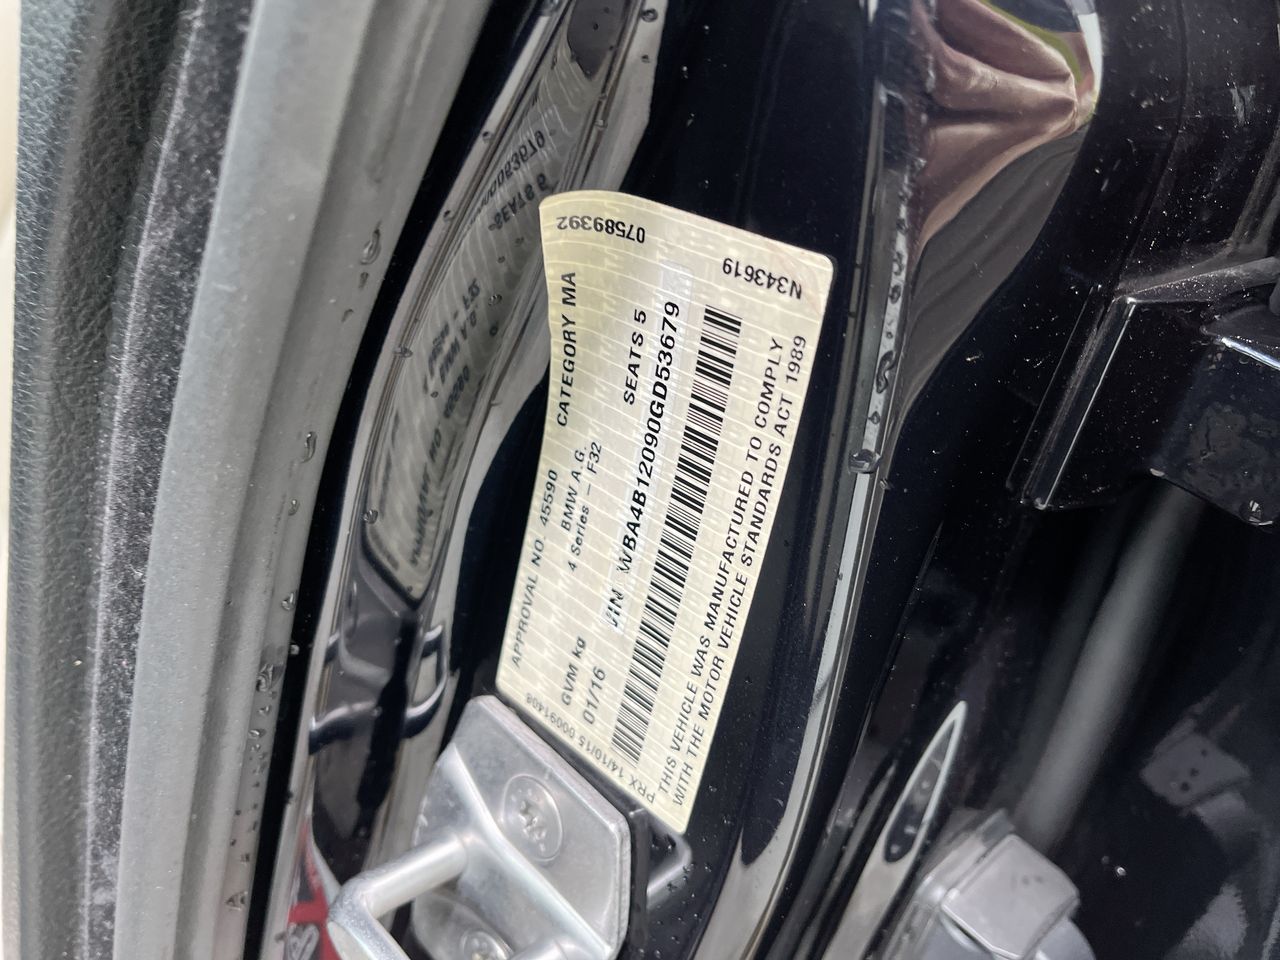 07589392
N343619
APPROVAL NO. 45590 CATEGORY MA
BMW A.G.
4 Series – F32
GVM kg SEATS 5
01/16 VIN WBA4B12090GD53679
THIS VEHICLE WAS MANUFACTURED TO COMPLY
WITH THE MOTOR VEHICLE STANDARDS ACT 1989
PRX 14/10/15 00091408